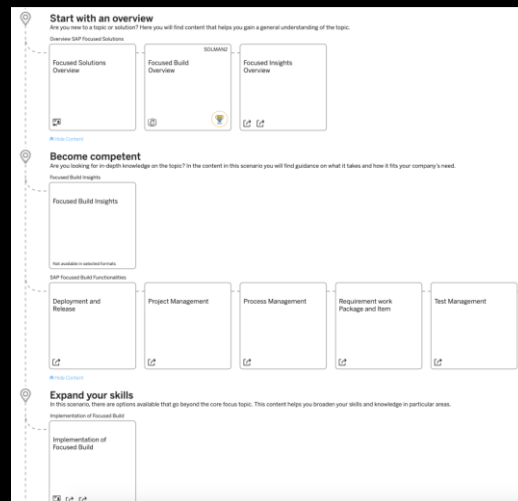 Start with an overview
Are you new to a topic or solution? Here you will find content that helps you gain a general understanding of the topic.
Overview SAP Focused Solutions
Focused Solutions
Overview
SOLMAN2
Focused Build
Overview
Focused Insights
Overview
Hide Content
Become competent
Are you looking for in-depth knowledge on the topic? In the content in this scenario you will find guidance on what it takes and how it fits your company's need.
Focused Build Insights
Focused Build Insights
Not available in selected formats
SAP Focused Build Functionalities
Deployment and
Release
Project Management
Process Management
Requirement work
Package and Item
Test Management
Hide Content
Expand your skills
In this scenario, there are options available that go beyond the core focus topic. This content helps you broaden your skills and knowledge in particular areas.
Implementation of Focused Build
Implementation of
Focused Build